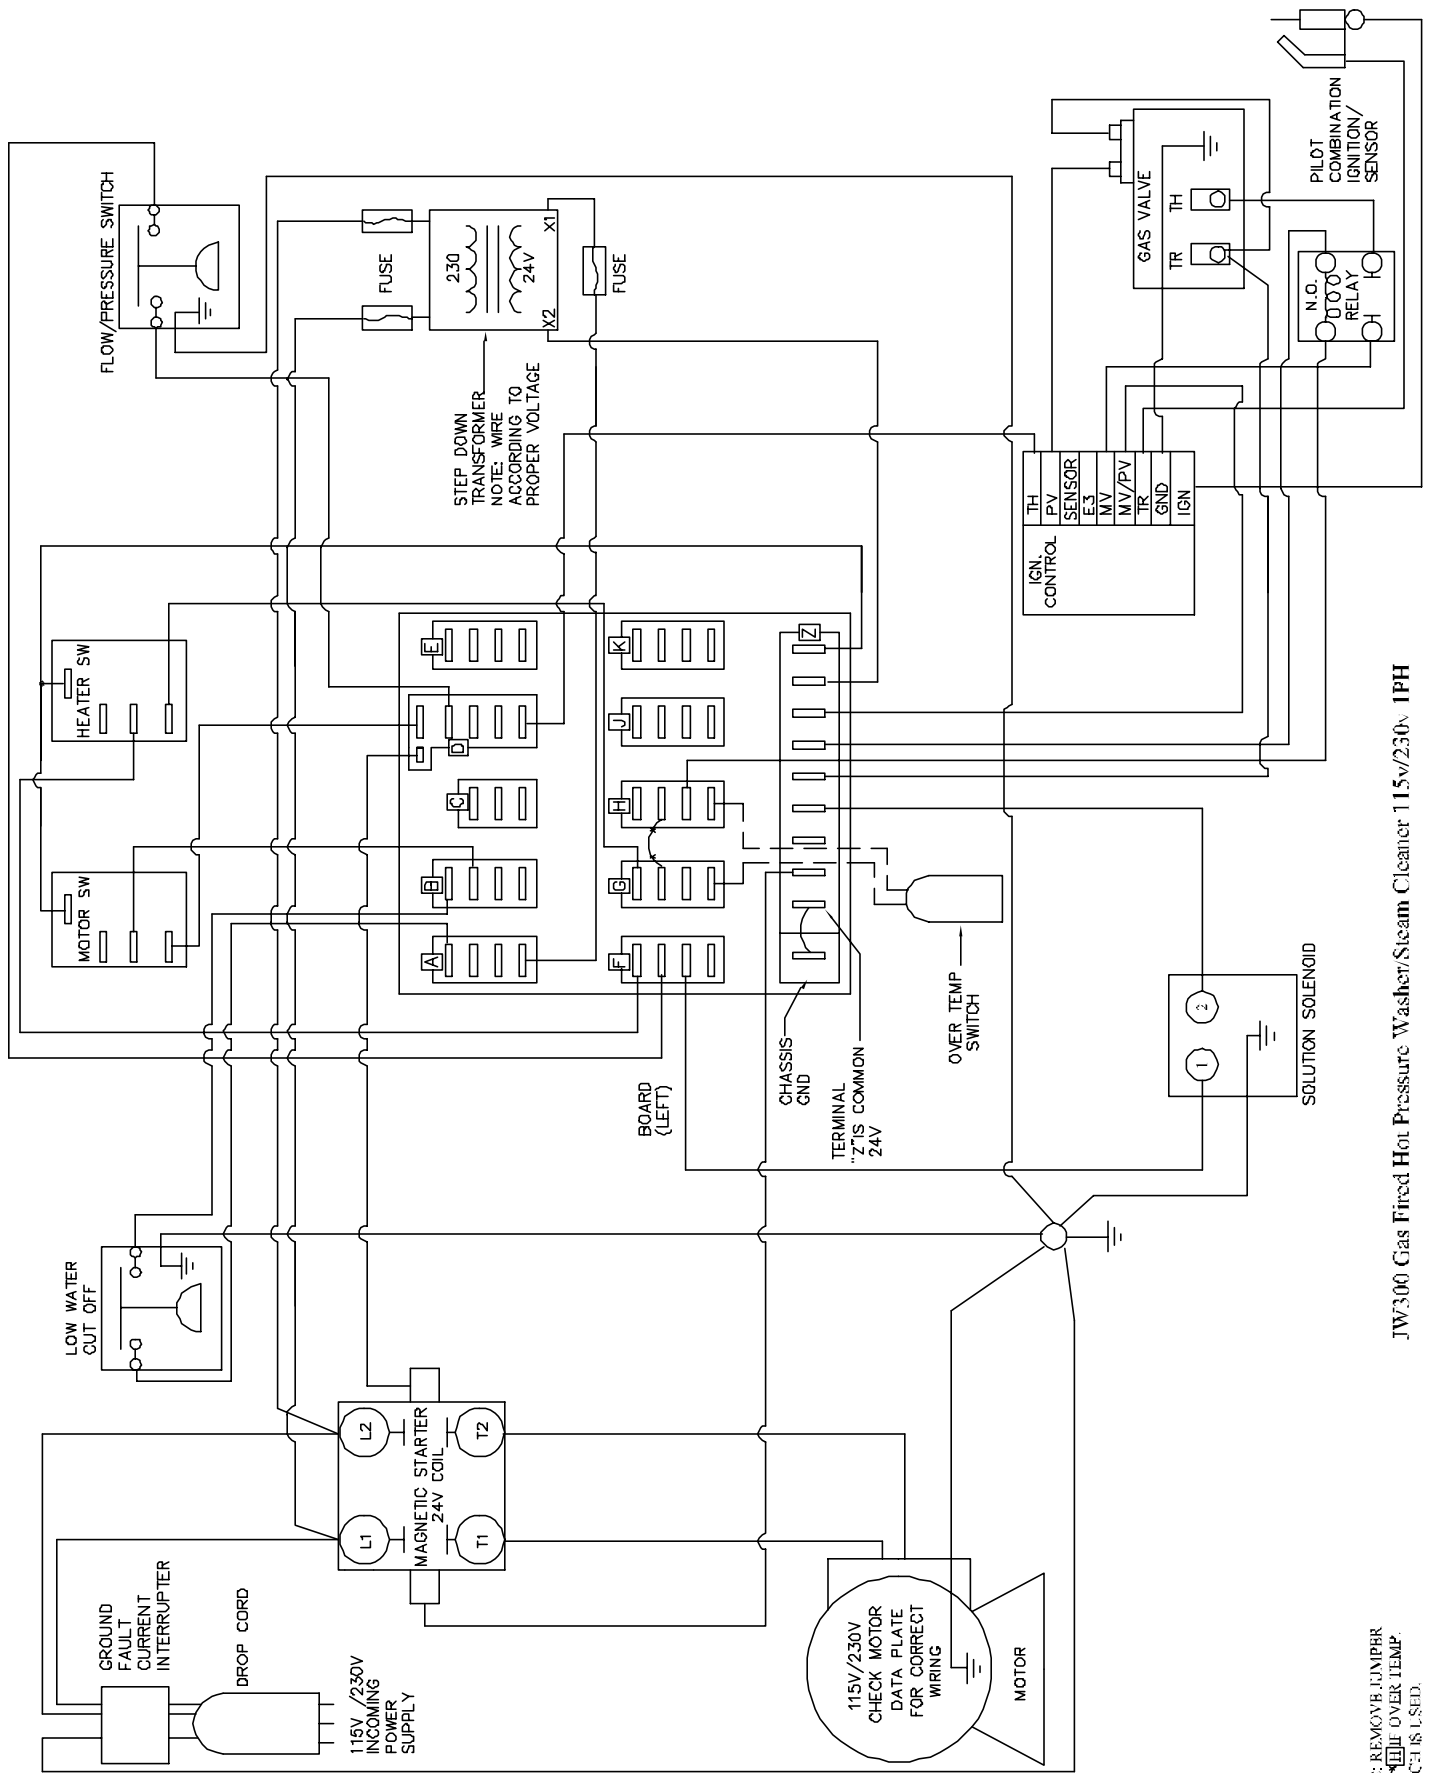 FLOW/PRESSURE SWITCH
FUSE
230
24V
X1
X2
FUSE
STEP DOWN
TRANSFORMER
NOTE: WIRE
ACCORDING TO
PROPER VOLTAGE
GAS VALVE
TH
TR
PILOT
COMBINATION
IGNITION/
SENSOR
N.O.
RELAY
IGN.
CONTROL
TH
PV
SENSOR
E3
MV
MV/PV
TR
GND
IGN
HEATER SW
MOTOR SW
E
D
C
B
A
K
J
H
G
F
Z
BOARD
(LEFT)
CHASSIS
GND
TERMINAL
"Z"IS COMMON
24V
OVER TEMP
SWITCH
1
2
SOLUTION SOLENOID
LOW WATER
CUT OFF
L2
L1
T2
T1
MAGNETIC STARTER
24V COIL
GROUND
FAULT
CURRENT
INTERRUPTER
DROP CORD
115V /230V
INCOMING
POWER
SUPPLY
115V/230V
CHECK MOTOR
DATA PLATE
FOR CORRECT
WIRING
MOTOR
JW300 Gas Fired Hot Pressure Washer/Steam Cleaner 115v/230v 1PH
: REMOVE JUMPER
H IF OVER TEMP.
IS USED.